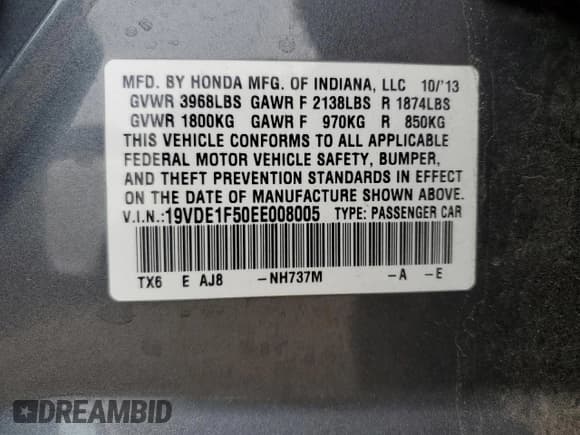 MFD. BY HONDA MFG. OF INDIANA, LLC 10/'13
GVWR 3968LBS GAWR F 2138LBS R 1874LBS
GVWR 1800KG GAWR F 970KG R 850KG
THIS VEHICLE CONFORMS TO ALL APPLICABLE
FEDERAL MOTOR VEHICLE SAFETY, BUMPER,
AND THEFT PREVENTION STANDARDS IN EFFECT
ON THE DATE OF MANUFACTURE SHOWN ABOVE.
V.I.N.:19VDE1F50EE008005 TYPE: PASSENGER CAR
TX6 E AJ8 -NH737M -A -E
DREAMBID